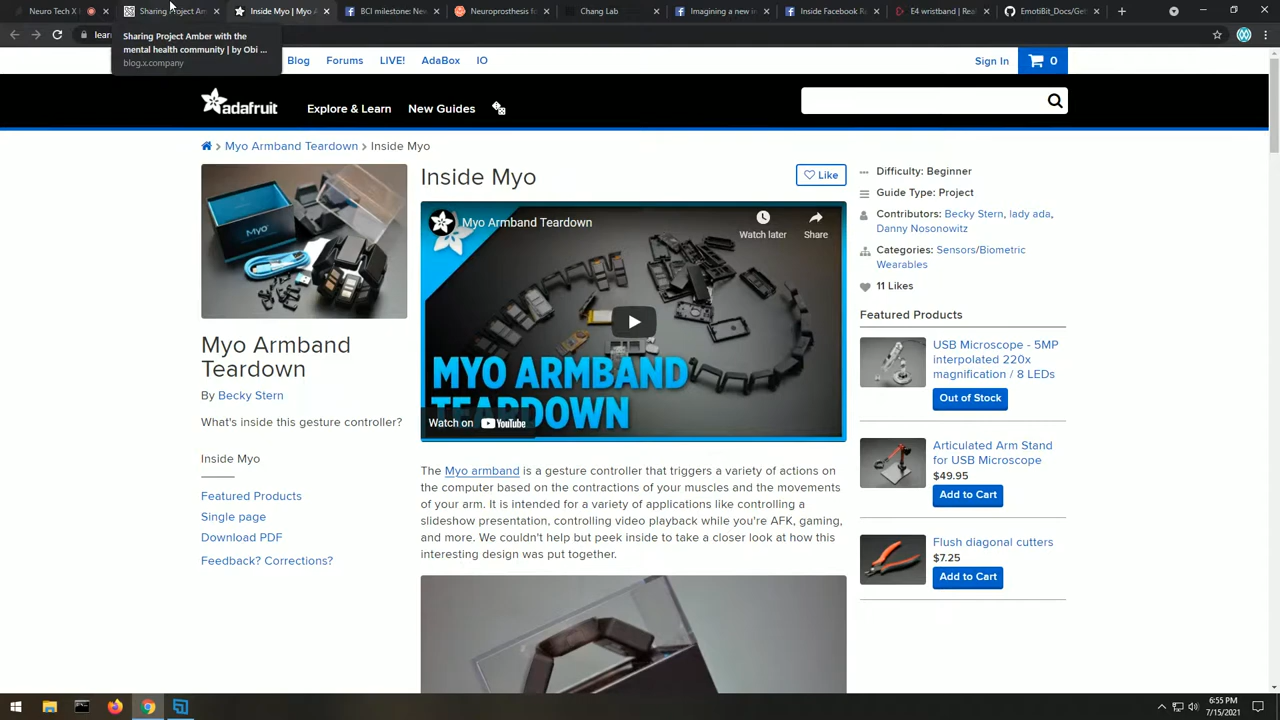 Neuro Tech X
Sharing Project Am
Inside Myo | Myo A
BCI milestone: New
Neuroprosthesis fo
Chang Lab
Imagining a new in
Inside Facebook Re
E4 wristband | Real
EmotiBit_Docs/Gett
lear
Sharing Project Amber with the
mental health community | by Obi ...
blog.x.company
Blog
Forums
LIVE!
AdaBox
IO
Sign In
0
adafruit
Explore & Learn
New Guides
Myo Armband Teardown
Inside Myo
Myo
Myo Armband
Teardown
By Becky Stern
What's inside this gesture controller?
Inside Myo
Featured Products
Single page
Download PDF
Feedback? Corrections?
Inside Myo
Like
Myo Armband Teardown
Watch later
Share
MYO ARMBAND
TEARDOWN
Watch on YouTube
The Myo armband is a gesture controller that triggers a variety of actions on
the computer based on the contractions of your muscles and the movements
of your arm. It is intended for a variety of applications like controlling a
slideshow presentation, controlling video playback while you're AFK, gaming,
and more. We couldn't help but peek inside to take a closer look at how this
interesting design was put together.
Difficulty: Beginner
Guide Type: Project
Contributors: Becky Stern, lady ada,
Danny Nosonowitz
Categories: Sensors/Biometric
Wearables
11 Likes
Featured Products
USB Microscope - 5MP
interpolated 220x
magnification / 8 LEDs
Out of Stock
Articulated Arm Stand
for USB Microscope
$49.95
Add to Cart
Flush diagonal cutters
$7.25
Add to Cart
6:55 PM
7/15/2021